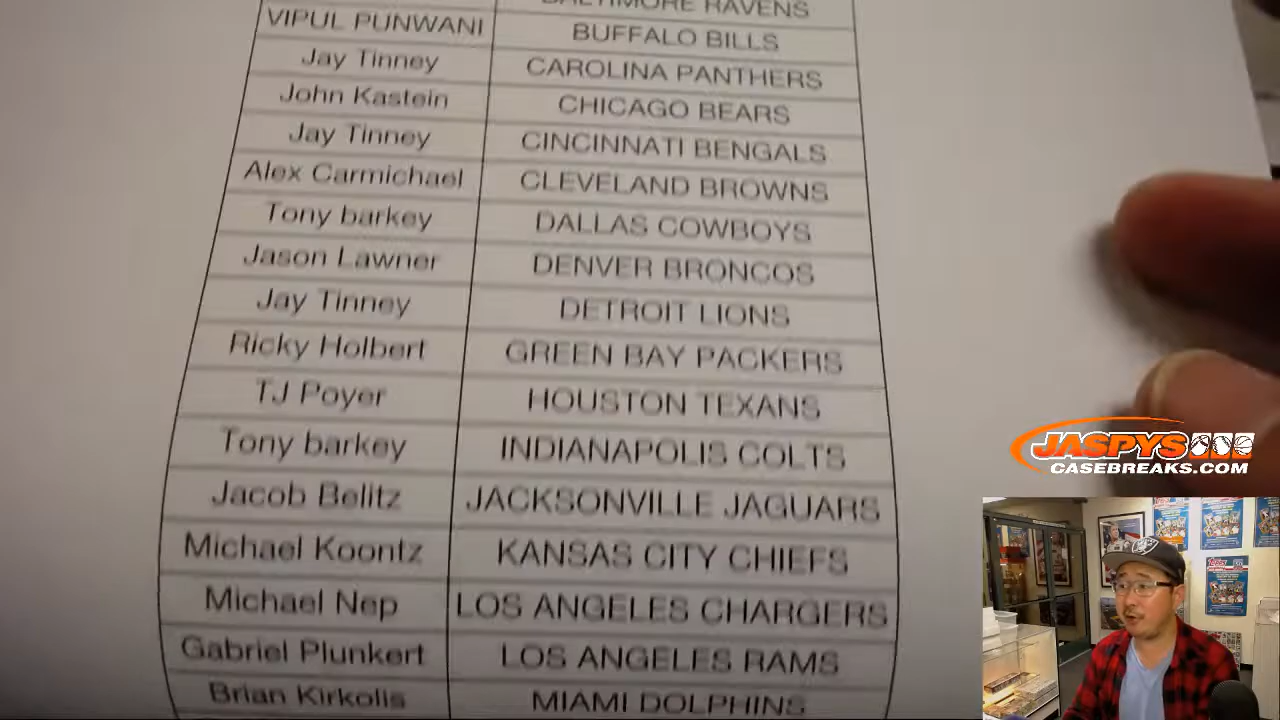 BALTIMORE RAVENS
VIPUL PUNWANI BUFFALO BILLS
Jay Tinney CAROLINA PANTHERS
John Kastein CHICAGO BEARS
Jay Tinney CINCINNATI BENGALS
Alex Carmichael CLEVELAND BROWNS
Tony barkey DALLAS COWBOYS
Jason Lawner DENVER BRONCOS
Jay Tinney DETROIT LIONS
Ricky Holbert GREEN BAY PACKERS
TJ Poyer HOUSTON TEXANS
Tony barkey INDIANAPOLIS COLTS
Jacob Belitz JACKSONVILLE JAGUARS
Michael Koontz KANSAS CITY CHIEFS
Michael Nep LOS ANGELES CHARGERS
Gabriel Plunkert LOS ANGELES RAMS
Brian Kirkolis MIAMI DOLPHINS
JASPYS
CASEBREAKS.COM